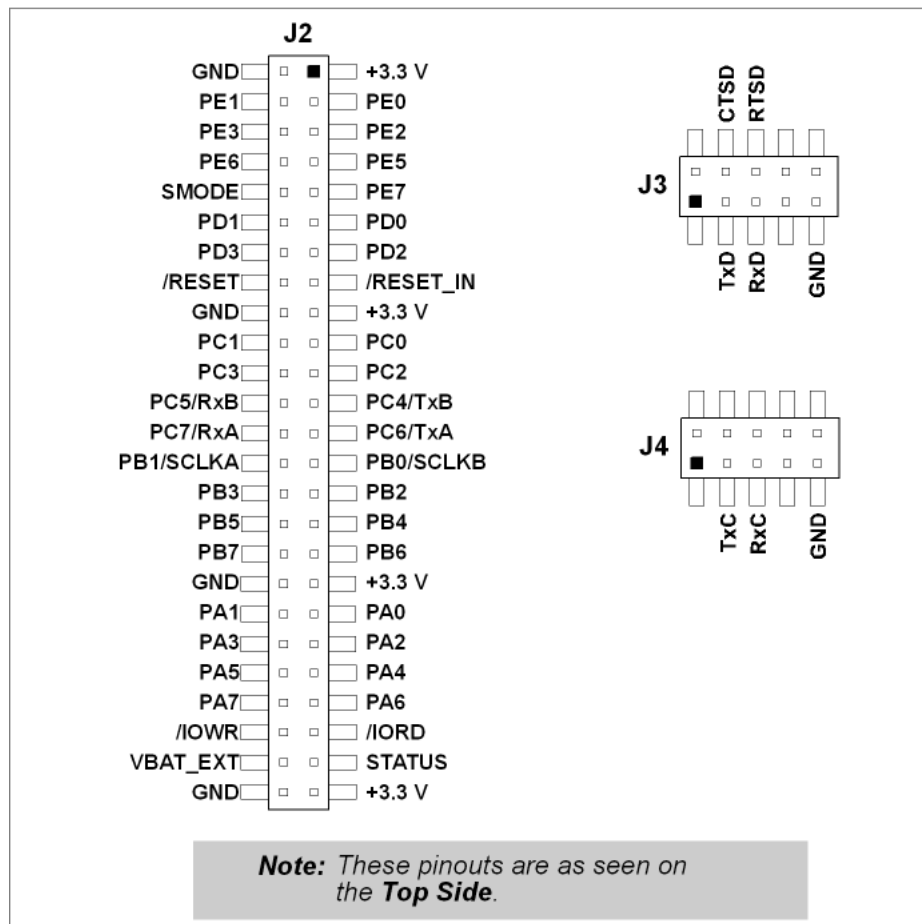 J2
GND +3.3 V
PE1 PE0
PE3 PE2
PE6 PE5
SMODE PE7
PD1 PD0
PD3 PD2
/RESET /RESET_IN
GND +3.3 V
PC1 PC0
PC3 PC2
PC5/RxB PC4/TxB
PC7/RxA PC6/TxA
PB1/SCLKA PB0/SCLKB
PB3 PB2
PB5 PB4
PB7 PB6
GND +3.3 V
PA1 PA0
PA3 PA2
PA5 PA4
PA7 PA6
/IOWR /IORD
VBAT_EXT STATUS
GND +3.3 V
CTSD RTSD
J3
TxD RxD GND
J4
TxC RxC GND
Note: These pinouts are as seen on
the Top Side.